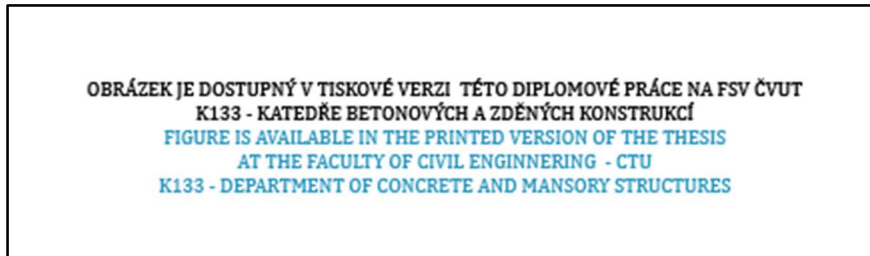 OBRÁZEK JE DOSTUPNÝ V TISKOVÉ VERZI TÉTO DIPLOMOVÉ PRÁCE NA FSV ČVUT
K133 - KATEDŘE BETONOVÝCH A ZDĚNÝCH KONSTRUKCÍ
FIGURE IS AVAILABLE IN THE PRINTED VERSION OF THE THESIS
AT THE FACULTY OF CIVIL ENGINNERING - CTU
K133 - DEPARTMENT OF CONCRETE AND MANSORY STRUCTURES